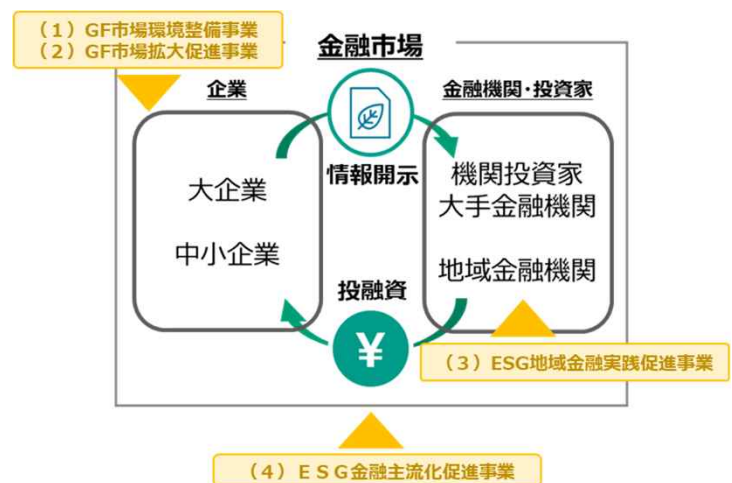 （１）GF市場環境整備事業
（２）GF市場拡大促進事業
金融市場
企業
金融機関・投資家
大企業
中小企業
情報開示
機関投資家
大手金融機関
地域金融機関
投融資
¥
（３）ESG地域金融実践促進事業
（４）ＥＳＧ金融主流化促進事業